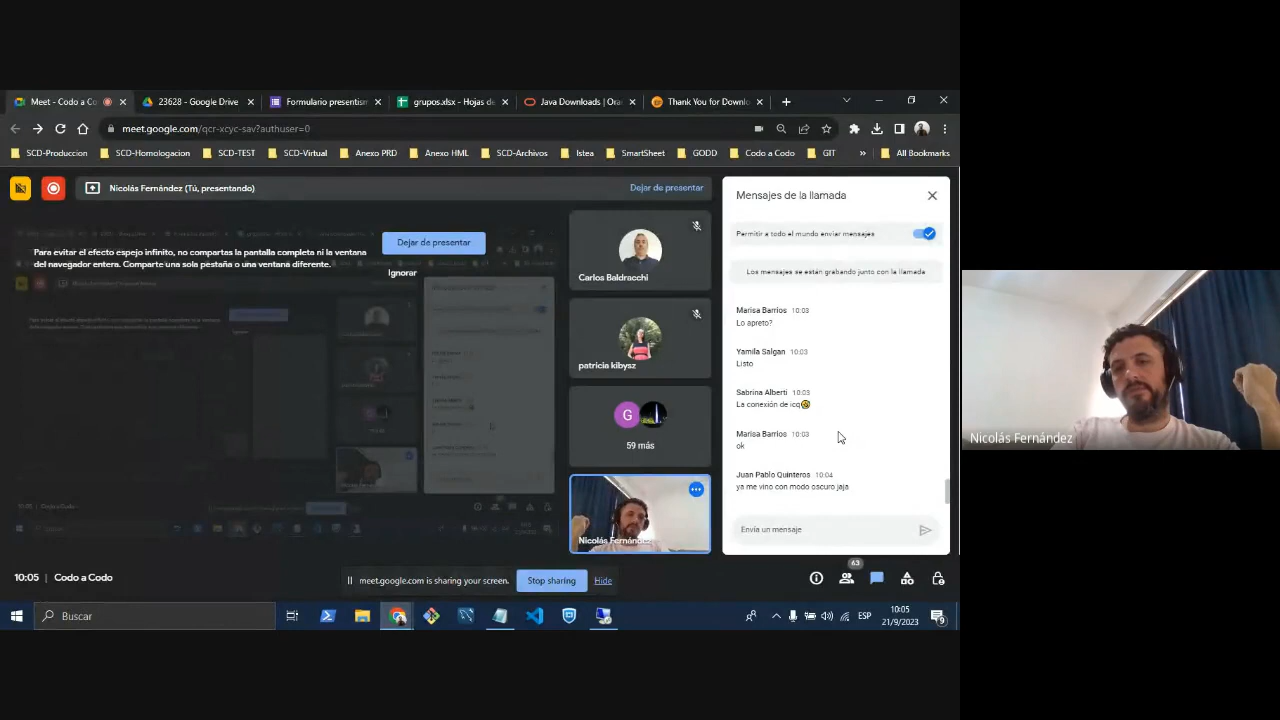 Meet - Codo a Co
23628 - Google Drive
Formulario presentism
grupos.xlsx - Hojas de
Java Downloads | Ora
Thank You for Downlo
meet.google.com/qcr-xcyc-sav?authuser=0
SCD-Produccion
SCD-Homologacion
SCD-TEST
SCD-Virtual
Anexo PRD
Anexo HML
SCD-Archivos
Istea
SmartSheet
GODD
Codo a Codo
GIT
»
All Bookmarks
Nicolás Fernández (Tú, presentando)
Dejar de presentar
Para evitar el efecto espejo infinito, no compartas la pantalla completa ni la ventana
del navegador entera. Comparte una sola pestaña o una ventana diferente.
Dejar de presentar
Ignorar
Carlos Baldracchi
patricia kibysz
G
59 más
Nicolás Fernández
Mensajes de la llamada
Permitir a todo el mundo enviar mensajes
Los mensajes se están grabando junto con la llamada
Marisa Barrios 10:03
Lo apreto?
Yamila Salgan 10:03
Listo
Sabrina Alberti 10:03
La conexión de icq
Marisa Barrios 10:03
ok
Juan Pablo Quinteros 10:04
ya me vino con modo oscuro jaja
Envía un mensaje
10:05 | Codo a Codo
meet.google.com is sharing your screen.
Stop sharing
Hide
63
Buscar
ESP
10:05
21/9/2023
9
Nicolás Fernández